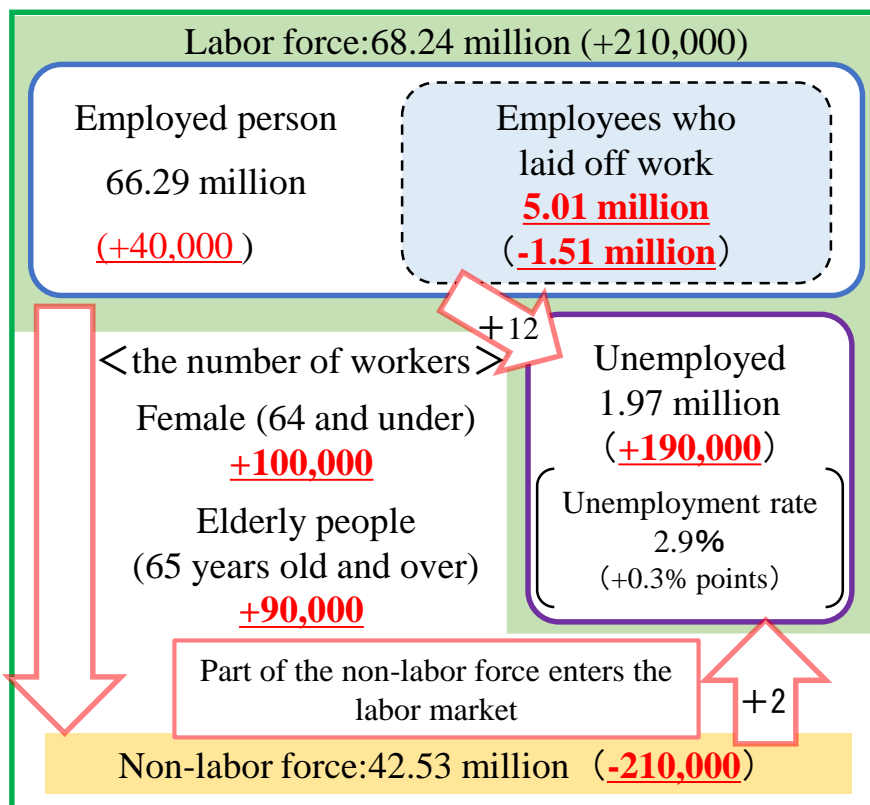 Labor force:68.24 million (+210,000)
Employed person
66.29 million
(+40,000 )
Employees who
laid off work
5.01 million
(-1.51 million)
+12
＜the number of workers＞
Female (64 and under)
+100,000
Elderly people
(65 years old and over)
+90,000
Unemployed
1.97 million
(+190,000)
Unemployment rate
2.9%
(+0.3% points)
Part of the non-labor force enters the
labor market
+2
Non-labor force:42.53 million (-210,000)